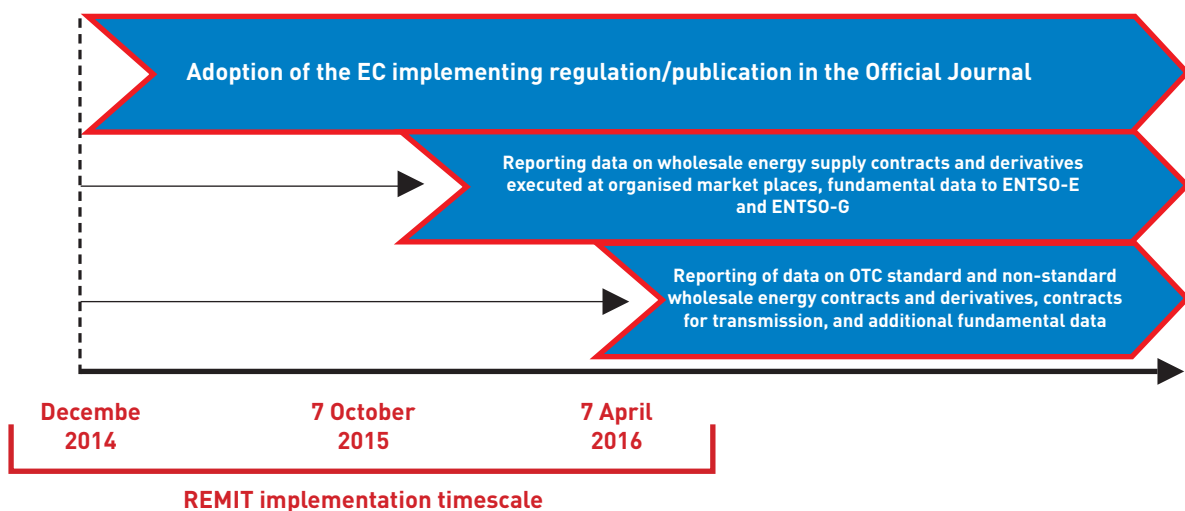 Adoption of the EC implementing regulation/publication in the Official Journal
Reporting data on wholesale energy supply contracts and derivatives
executed at organised market places, fundamental data to ENTSO-E
and ENTSO-G
Reporting of data on OTC standard and non-standard
wholesale energy contracts and derivatives, contracts
for transmission, and additional fundamental data
Decembe
2014
7 October
2015
7 April
2016
REMIT implementation timescale